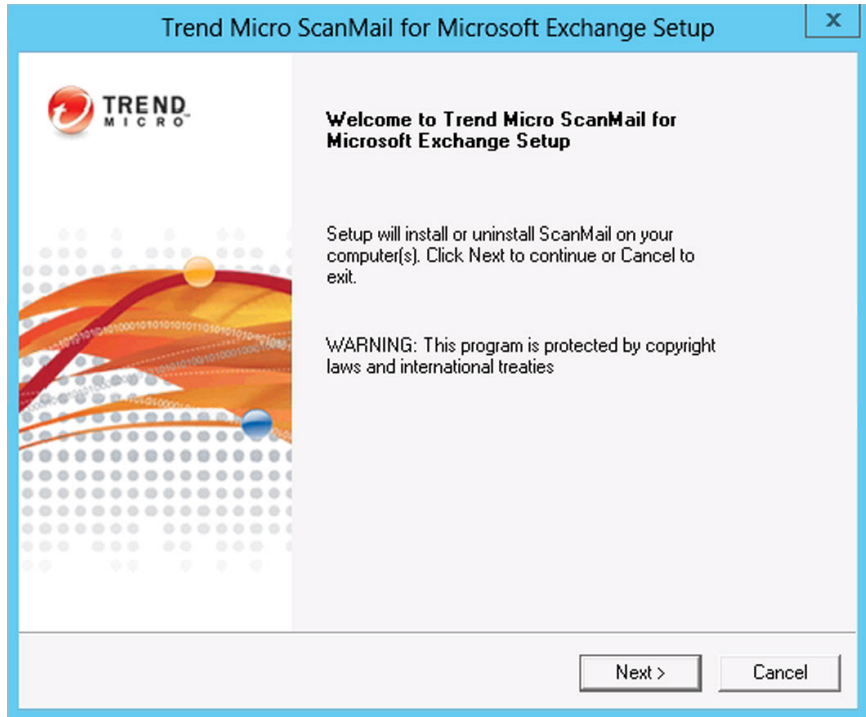 Trend Micro ScanMail for Microsoft Exchange Setup
x
TREND
MICRO™
Welcome to Trend Micro ScanMail for
Microsoft Exchange Setup
Setup will install or uninstall ScanMail on your
computer(s). Click Next to continue or Cancel to
exit.
WARNING: This program is protected by copyright
laws and international treaties
Next >
Cancel